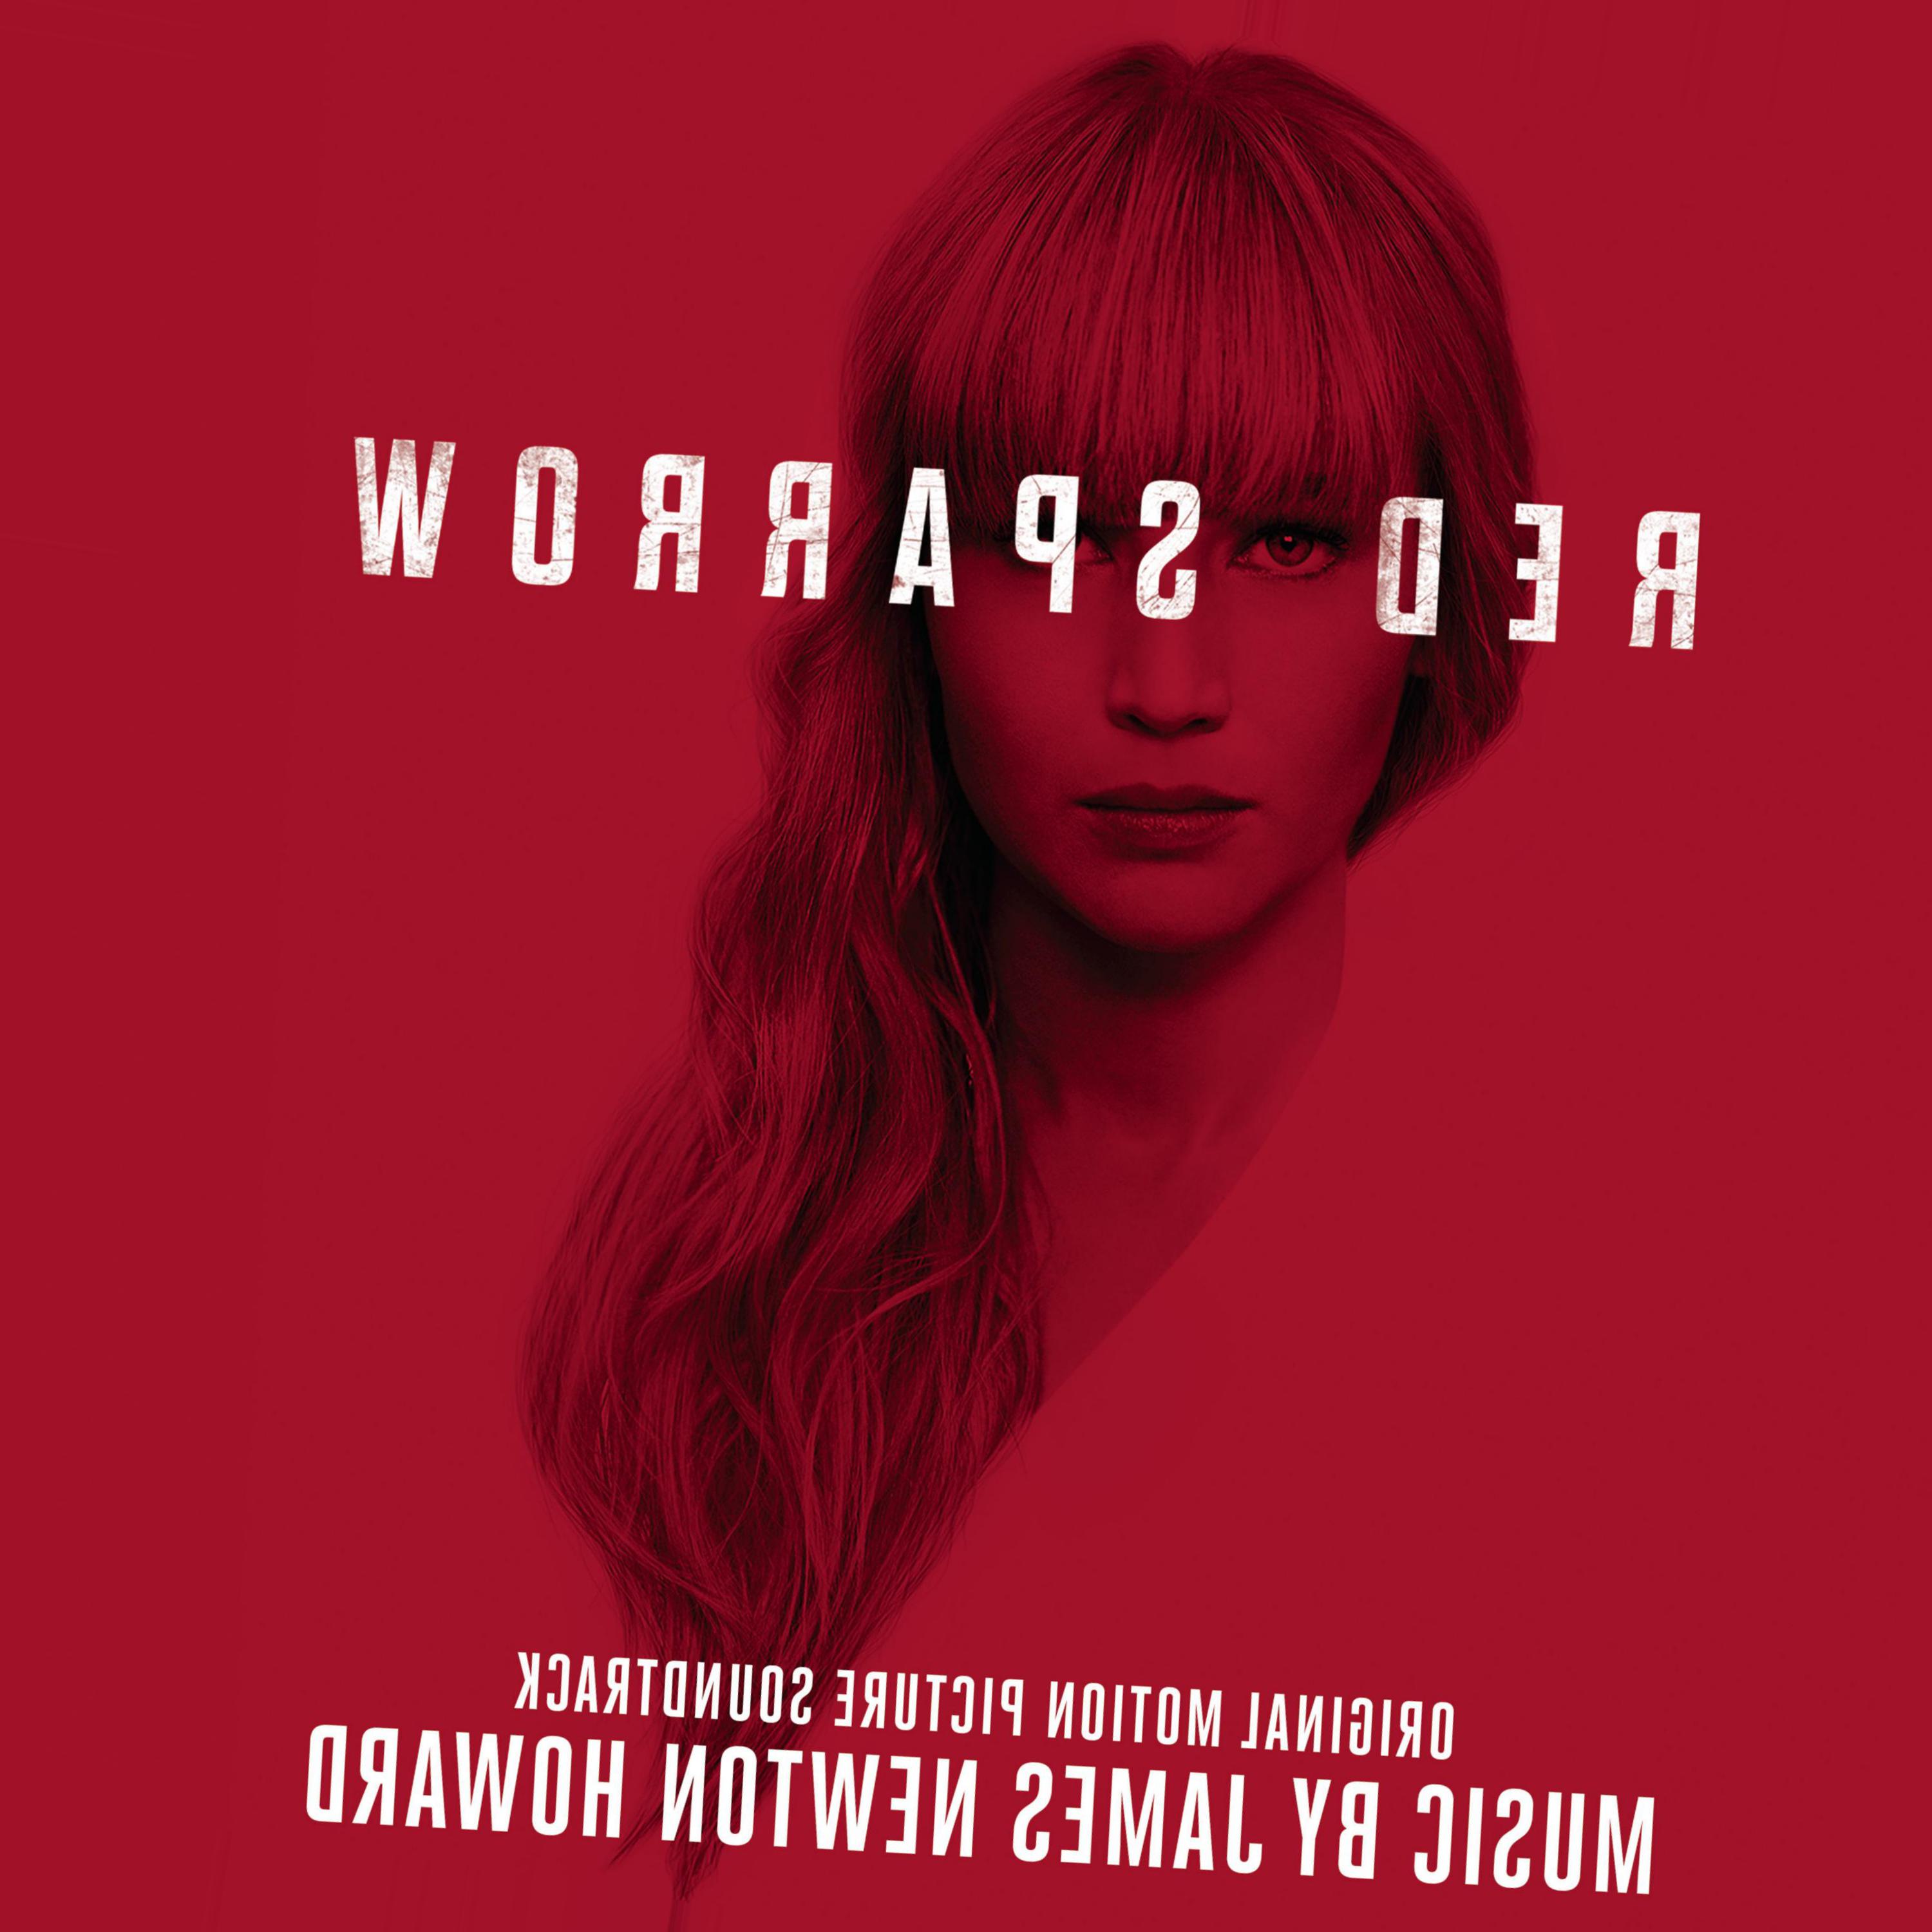 RED SPARROW
ORIGINAL MOTION PICTURE SOUNDTRACK
MUSIC BY JAMES NEWTON HOWARD